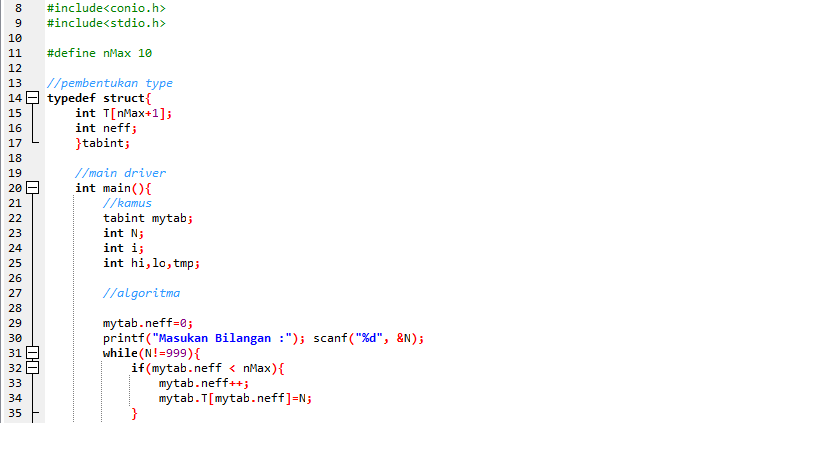 8 #include<conio.h>
9 #include<stdio.h>
10
11 #define nMax 10
12
13 //pembentukan type
14 typedef struct{
15 int T[nMax+1];
16 int neff;
17 }tabint;
18
19 //main driver
20 int main(){
21 //kamus
22 tabint mytab;
23 int N;
24 int i;
25 int hi,lo,tmp;
26
27 //algoritma
28
29 mytab.neff=0;
30 printf("Masukan Bilangan :"); scanf("%d", &N);
31 while(N!=999){
32 if(mytab.neff < nMax){
33 mytab.neff++;
34 mytab.T[mytab.neff]=N;
35 }